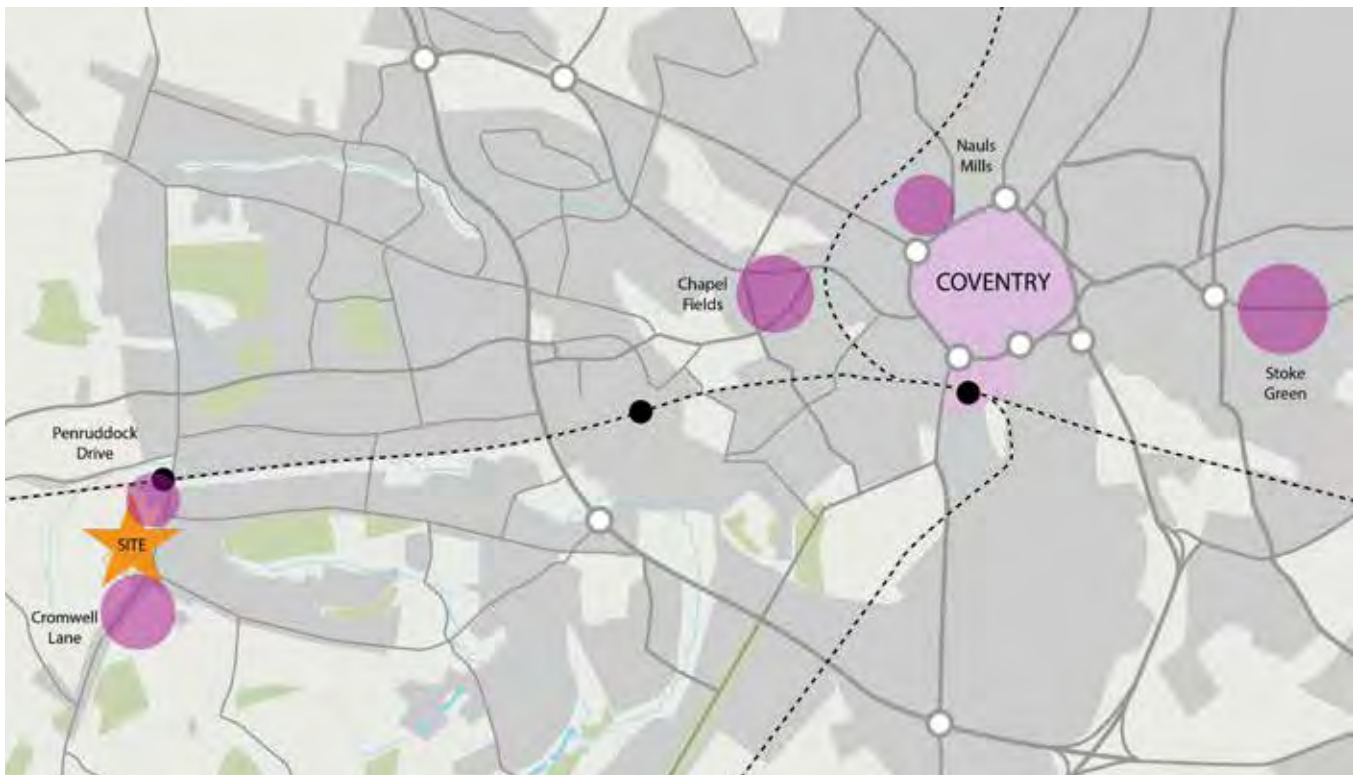 Nauls
Mills
Chapel
Fields
COVENTRY
Stoke
Green
Penruddock
Drive
SITE
Cromwell
Lane